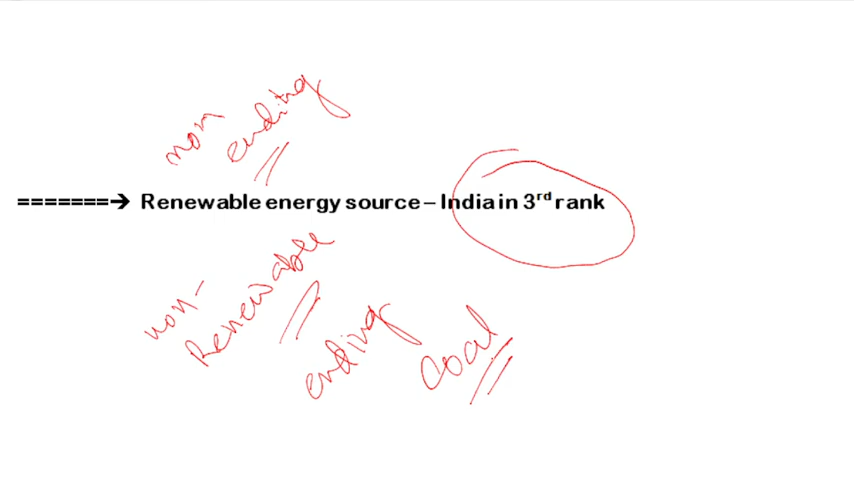 non ending
=======➔ Renewable energy source – India in 3rd rank
non-
Renewable
ending
coal